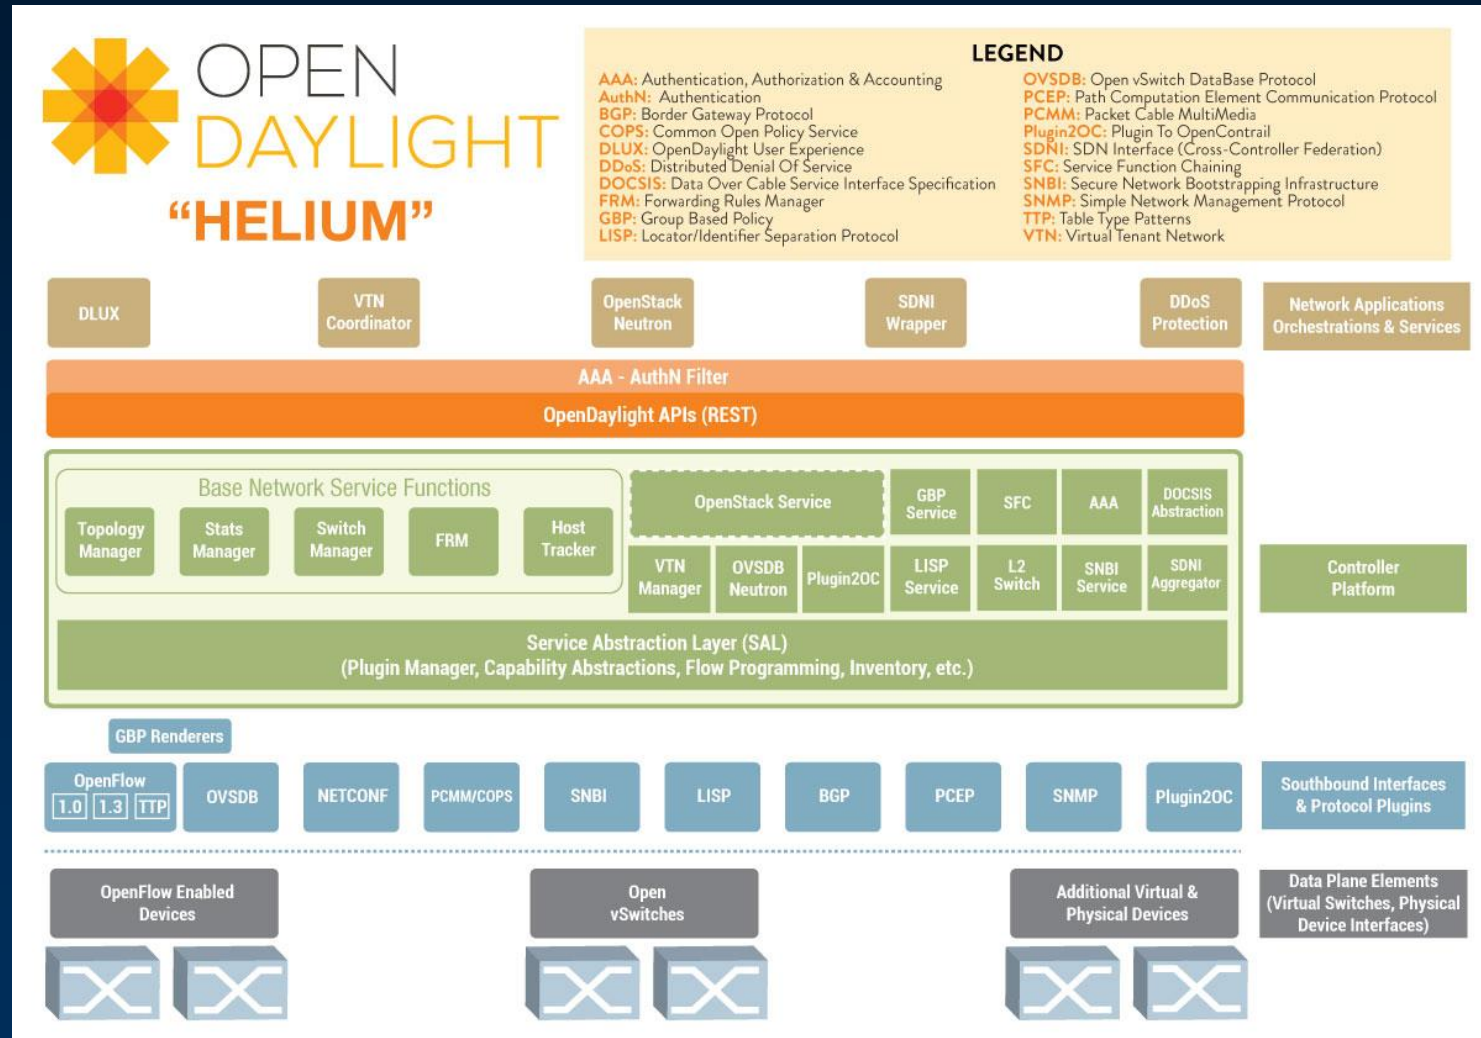 OPEN
DAYLIGHT
“HELIUM”
LEGEND
AAA: Authentication, Authorization & Accounting
AuthN: Authentication
BGP: Border Gateway Protocol
COPS: Common Open Policy Service
DLUX: OpenDaylight User Experience
DDoS: Distributed Denial Of Service
DOCSIS: Data Over Cable Service Interface Specification
FRM: Forwarding Rules Manager
GBP: Group Based Policy
LISP: Locator/Identifier Separation Protocol
OVSDB: Open vSwitch DataBase Protocol
PCEP: Path Computation Element Communication Protocol
PCMM: Packet Cable MultiMedia
Plugin2OC: Plugin To OpenContrail
SDNI: SDN Interface (Cross-Controller Federation)
SFC: Service Function Chaining
SNBI: Secure Network Bootstrapping Infrastructure
SNMP: Simple Network Management Protocol
TTP: Table Type Patterns
VTN: Virtual Tenant Network
DLUX
VTN
Coordinator
OpenStack
Neutron
SDNI
Wrapper
DDoS
Protection
Network Applications
Orchestrations & Services
AAA - AuthN Filter
OpenDaylight APIs (REST)
Base Network Service Functions
Topology
Manager
Stats
Manager
Switch
Manager
FRM
Host
Tracker
OpenStack Service
GBP
Service
SFC
AAA
DOCSIS
Abstraction
VTN
Manager
OVSDB
Neutron
Plugin2OC
LISP
Service
L2
Switch
SNBI
Service
SDNI
Aggregator
Controller
Platform
Service Abstraction Layer (SAL)
(Plugin Manager, Capability Abstractions, Flow Programming, Inventory, etc.)
GBP Renderers
OpenFlow
1.0 1.3 TTP
OVSDB
NETCONF
PCMM/COPS
SNBI
LISP
BGP
PCEP
SNMP
Plugin2OC
Southbound Interfaces
& Protocol Plugins
OpenFlow Enabled
Devices
Open
vSwitches
Additional Virtual &
Physical Devices
Data Plane Elements
(Virtual Switches, Physical
Device Interfaces)